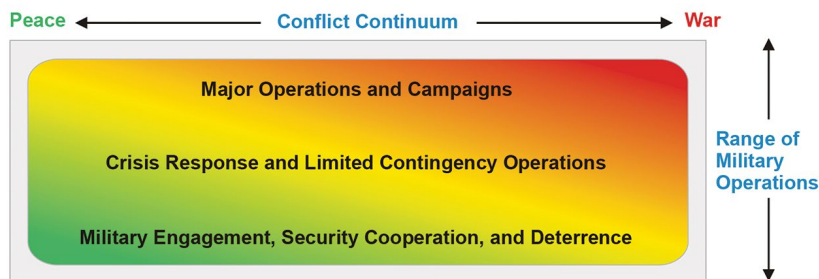 Peace
Conflict Continuum
War
Major Operations and Campaigns
Crisis Response and Limited Contingency Operations
Military Engagement, Security Cooperation, and Deterrence
Range of
Military
Operations